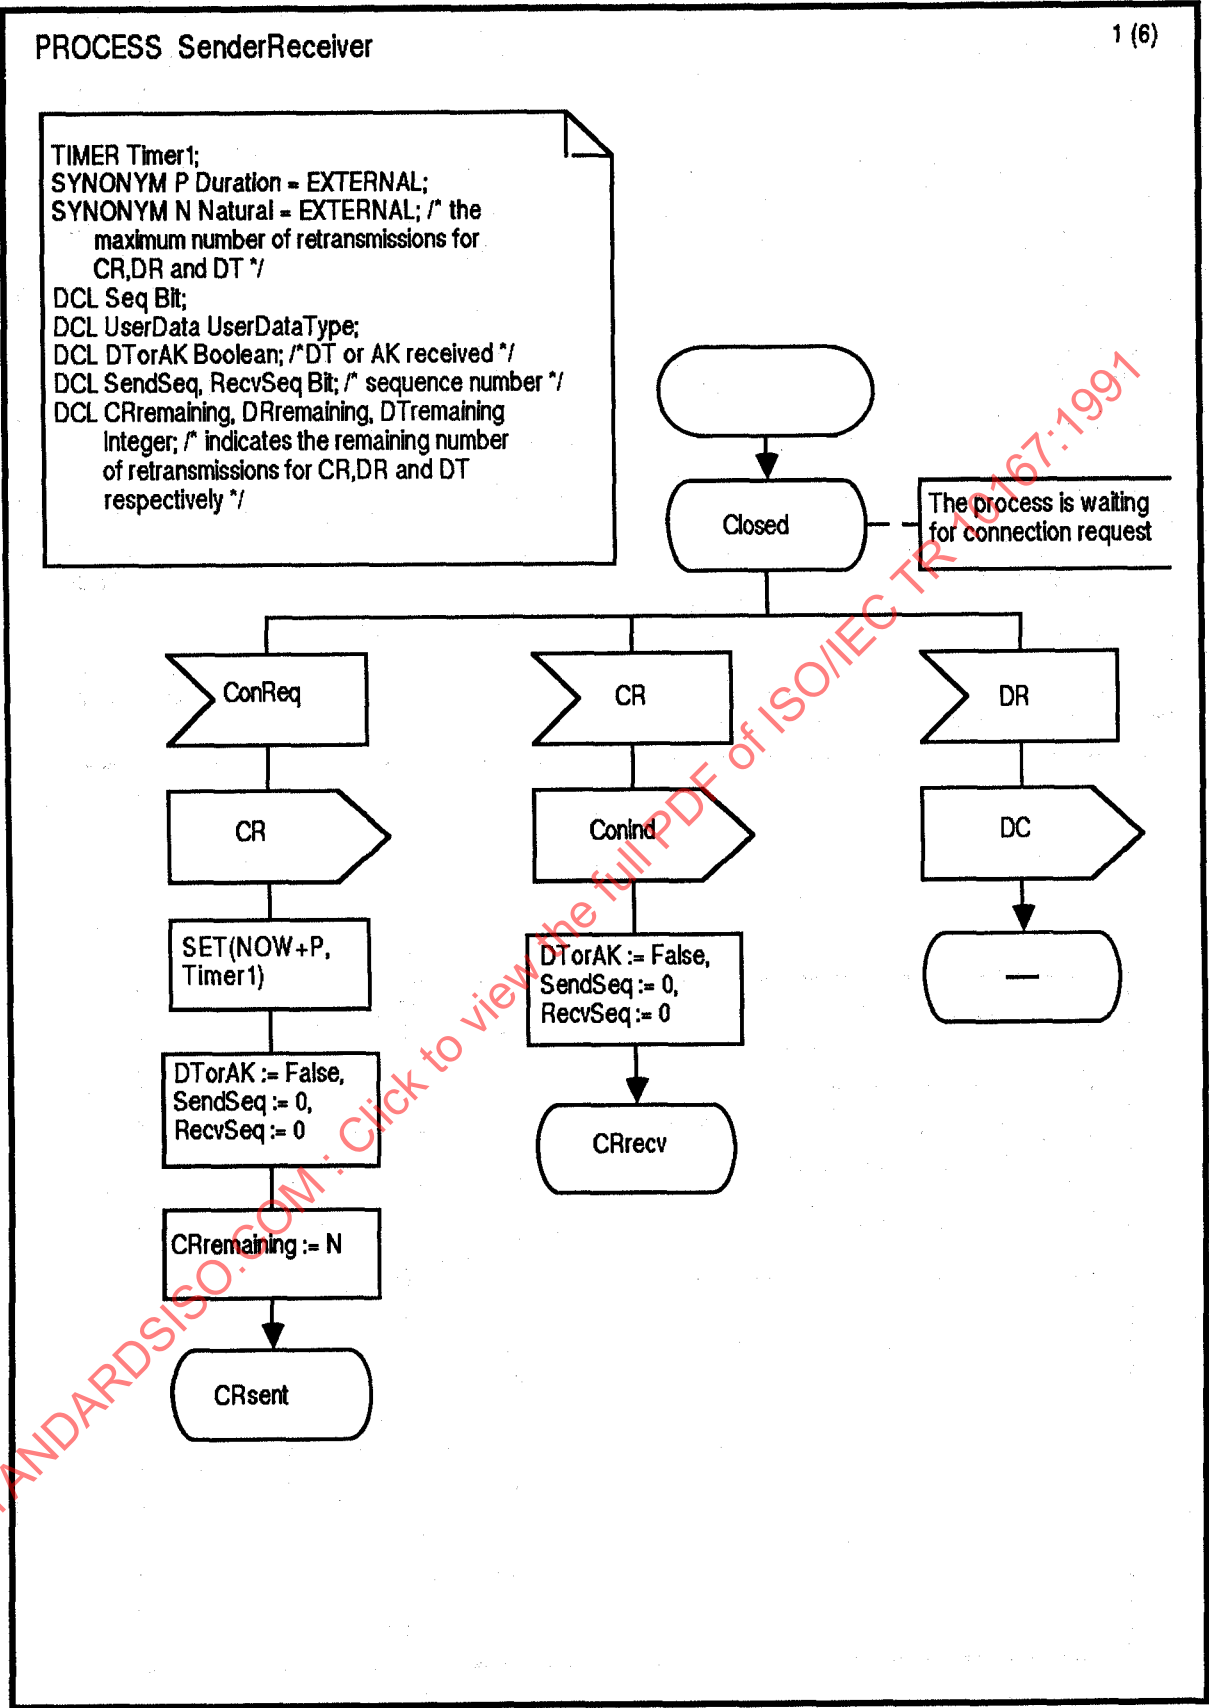 PROCESS SenderReceiver
1 (6)
TIMER Timer1;
SYNONYM P Duration = EXTERNAL;
SYNONYM N Natural = EXTERNAL; /* the
maximum number of retransmissions for
CR,DR and DT */
DCL Seq Bit;
DCL UserData UserDataType;
DCL DTorAK Boolean; /*DT or AK received */
DCL SendSeq, RecvSeq Bit; /* sequence number */
DCL CRremaining, DRremaining, DTremaining
Integer; /* indicates the remaining number
of retransmissions for CR,DR and DT
respectively */
Closed
The process is waiting
for connection request
ConReq
CR
DR
CR
ConInd
DC
SET(NOW+P,
Timer1)
DTorAK := False,
SendSeq := 0,
RecvSeq := 0
—
DTorAK := False,
SendSeq := 0,
RecvSeq := 0
CRrecv
CRremaining := N
CRsent
ANDARDSISO.COM : Click to view the full PDF of ISO/IEC TR 10167:1991